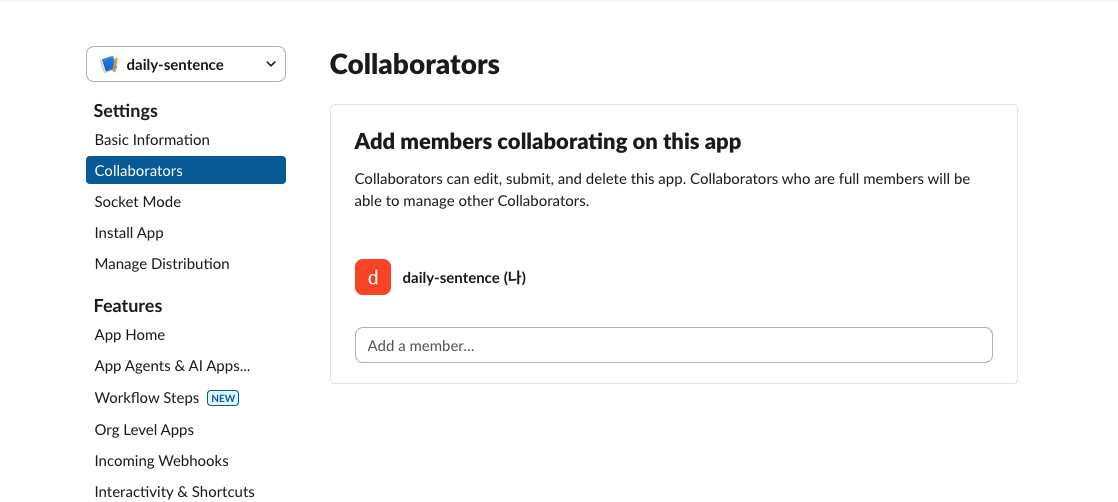 daily-sentence
Settings
Basic Information
Collaborators
Socket Mode
Install App
Manage Distribution
Features
App Home
App Agents & AI Apps...
Workflow Steps NEW
Org Level Apps
Incoming Webhooks
Interactivity & Shortcuts
Collaborators
Add members collaborating on this app
Collaborators can edit, submit, and delete this app. Collaborators who are full members will be
able to manage other Collaborators.
d daily-sentence (나)
Add a member...